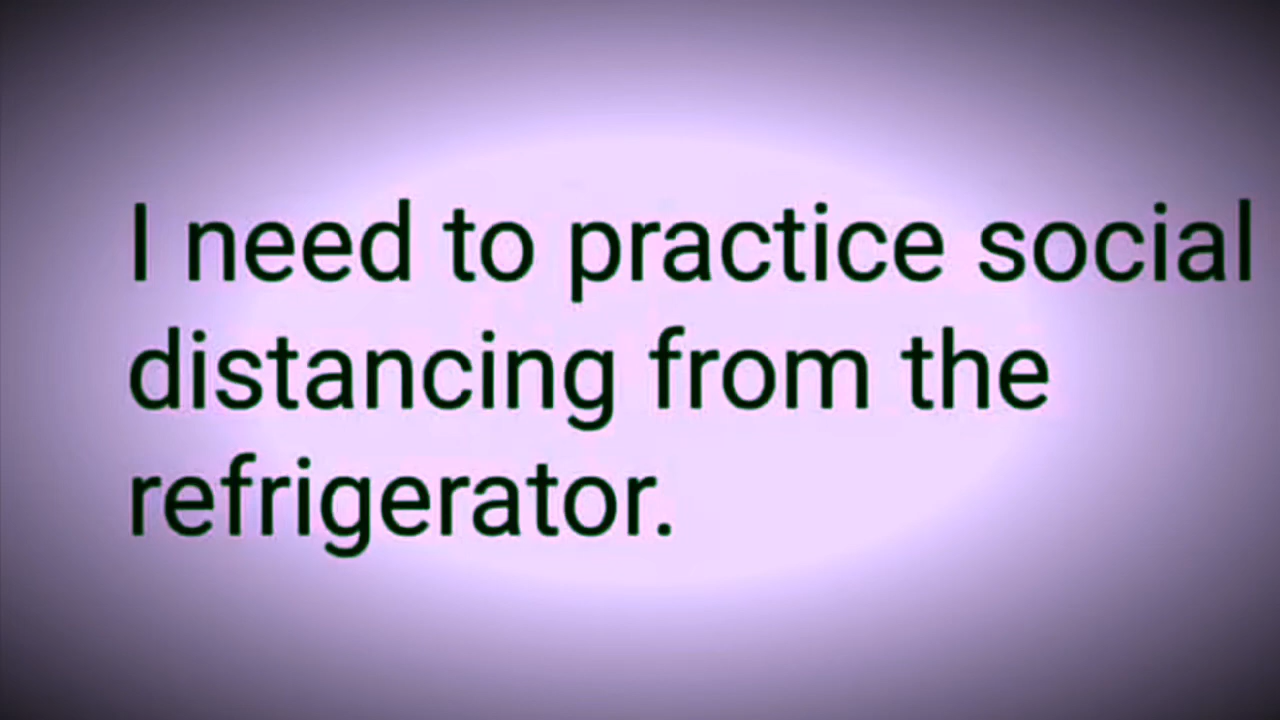 I need to practice social
distancing from the
refrigerator.